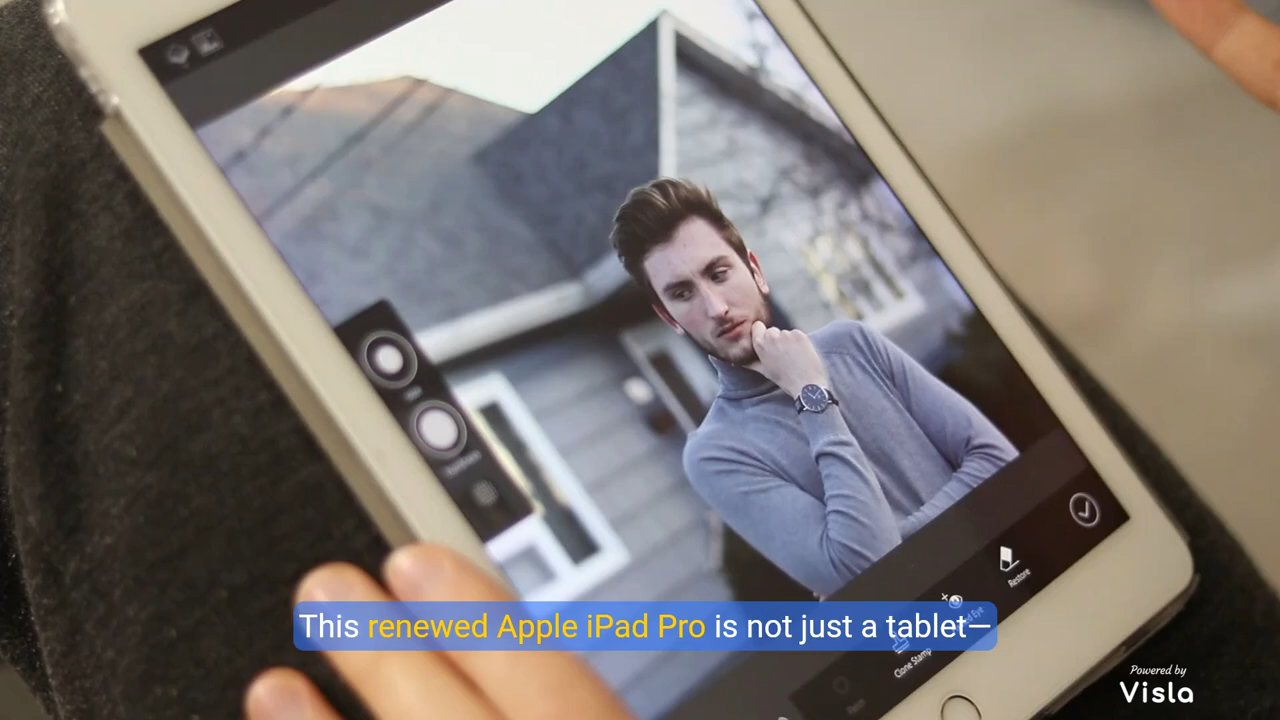 Restore
Clone Stamp
This renewed Apple iPad Pro is not just a tablet—
Powered by
Visla